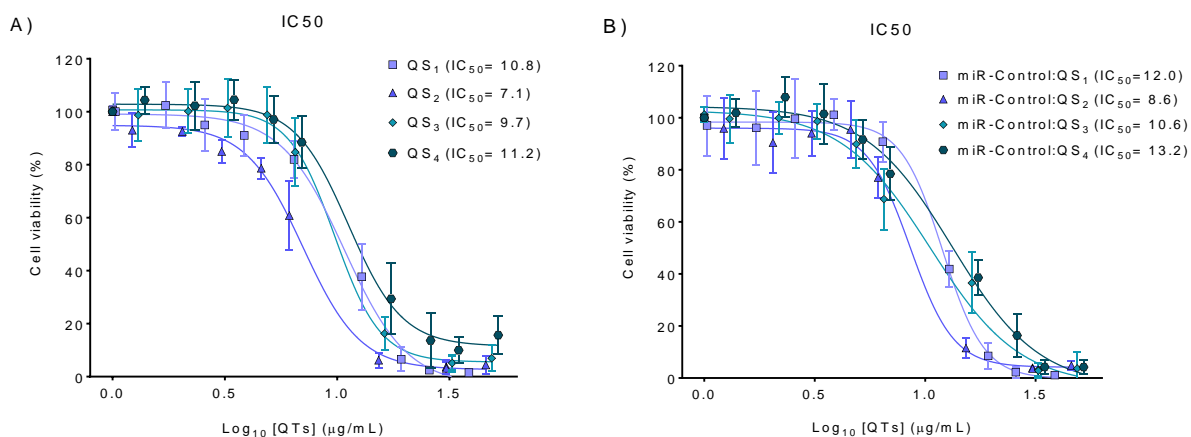 A)
IC50
QS1 (IC50= 10.8)
QS2 (IC50= 7.1)
QS3 (IC50= 9.7)
QS4 (IC50= 11.2)
Cell viability (%)
120
100
80
60
40
20
0
0.0 0.5 1.0 1.5
Log10 [QTs] (μg/mL)
B)
IC50
miR-Control:QS1 (IC50=12.0)
miR-Control:QS2 (IC50= 8.6)
miR-Control:QS3 (IC50= 10.6)
miR-Control:QS4 (IC50= 13.2)
Cell viability (%)
120
100
80
60
40
20
0
0.0 0.5 1.0 1.5
Log10 [QTs] (μg/mL)